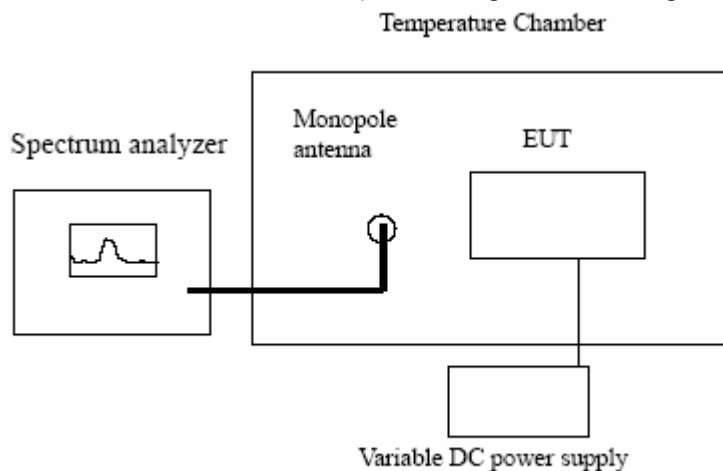 Temperature Chamber
Monopole
antenna
EUT
Spectrum analyzer
Variable DC power supply